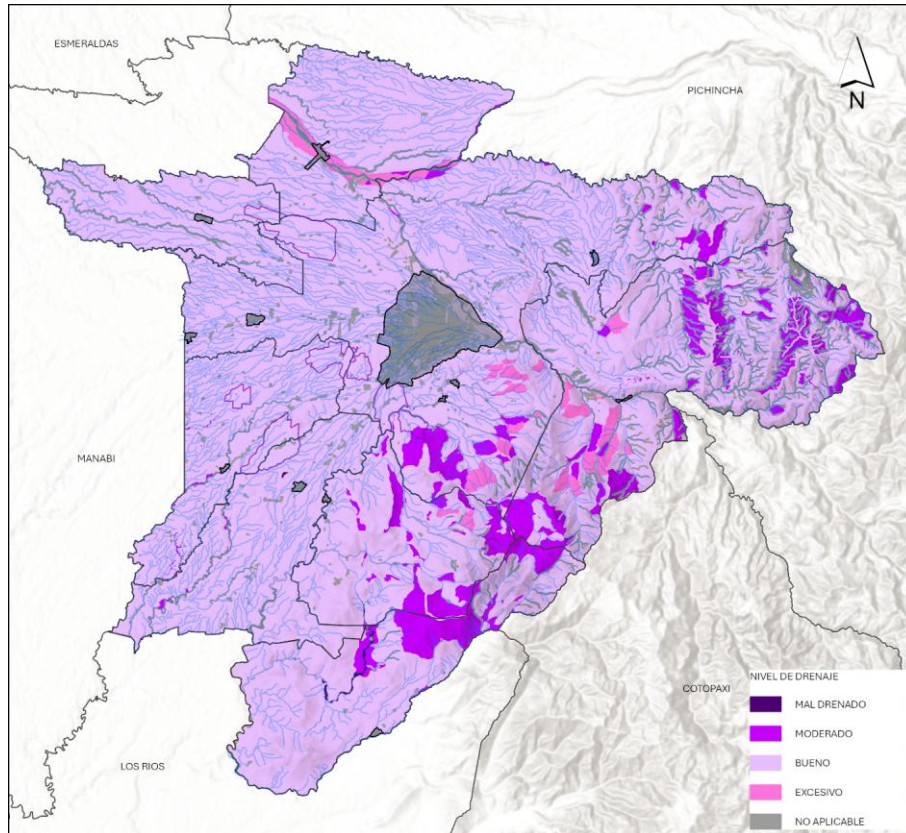 ESMERALDAS
PICHINCHA
N
MANABI
COTOPAXI
LOS RIOS
NIVEL DE DRENAJE
MAL DRENADO
MODERADO
BUENO
EXCESIVO
NO APLICABLE